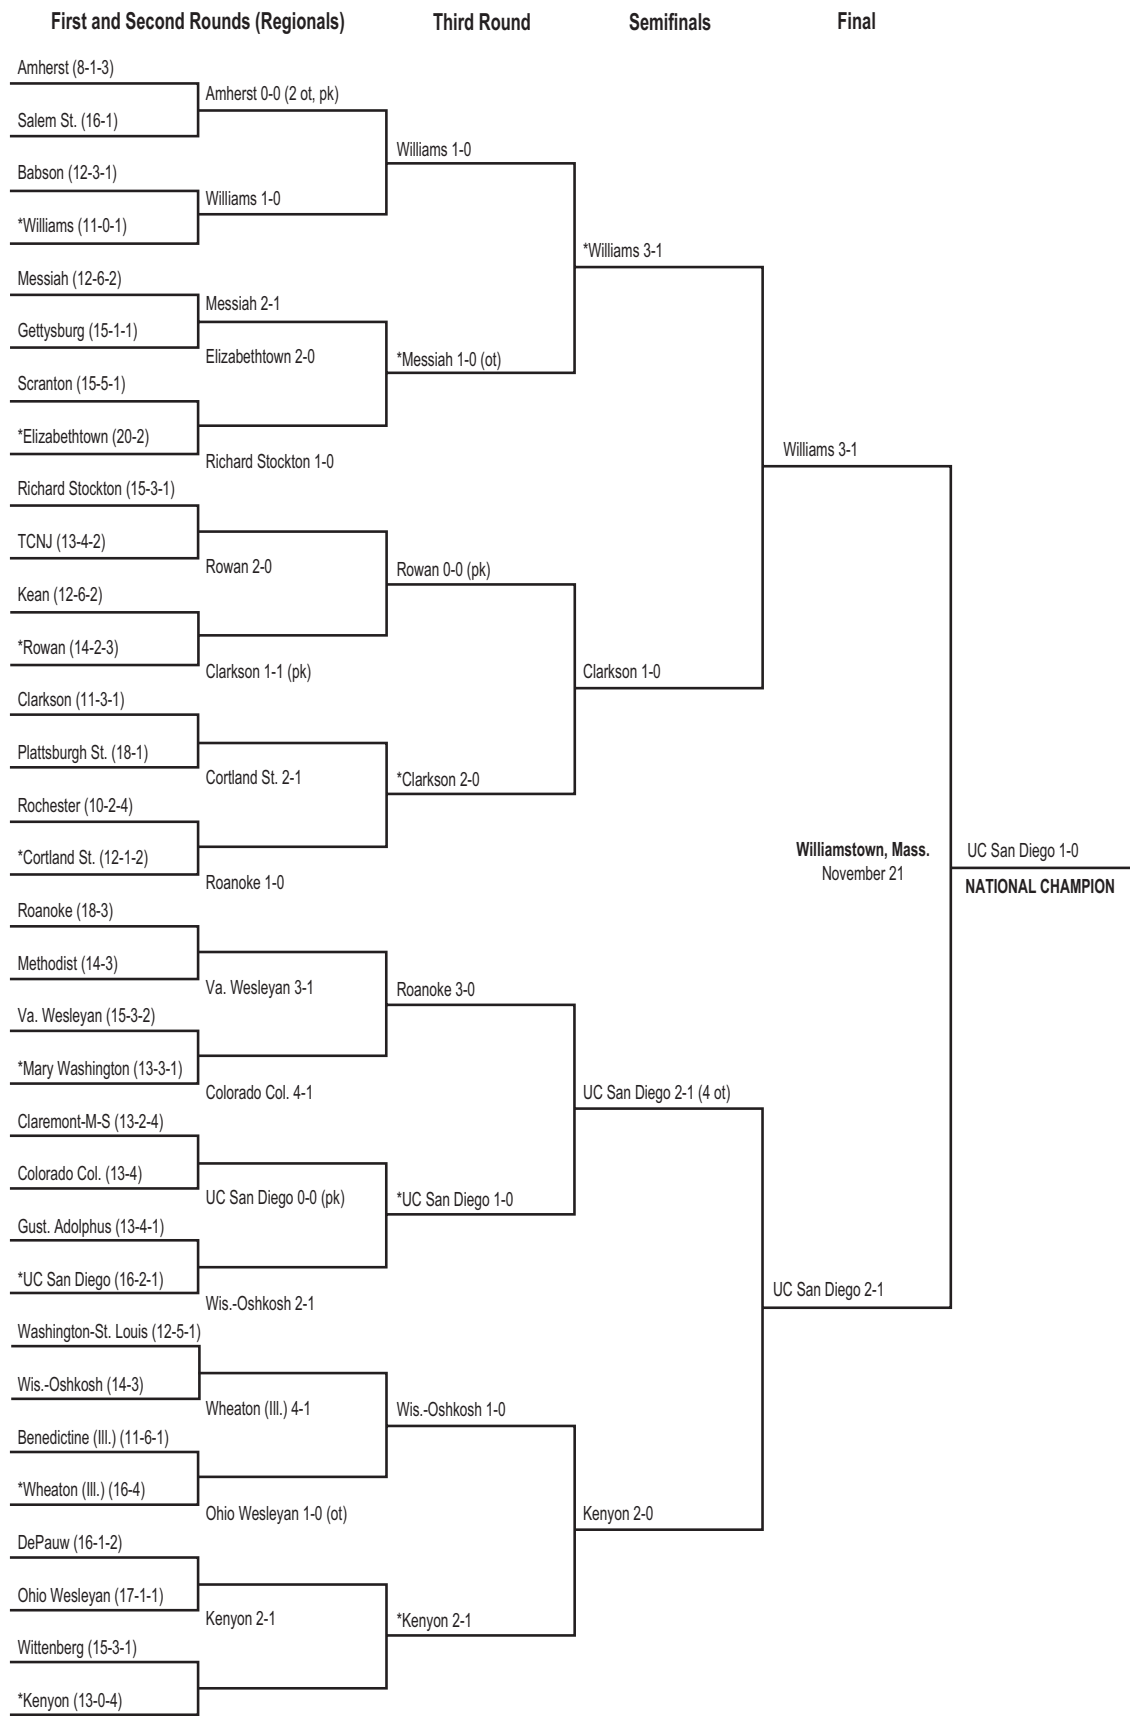 First and Second Rounds (Regionals)
Third Round
Semifinals
Final
Amherst (8-1-3)
Salem St. (16-1)
Babson (12-3-1)
*Williams (11-0-1)
Messiah (12-6-2)
Gettysburg (15-1-1)
Scranton (15-5-1)
*Elizabethtown (20-2)
Richard Stockton (15-3-1)
TCNJ (13-4-2)
Kean (12-6-2)
*Rowan (14-2-3)
Clarkson (11-3-1)
Plattsburgh St. (18-1)
Rochester (10-2-4)
*Cortland St. (12-1-2)
Roanoke (18-3)
Methodist (14-3)
Va. Wesleyan (15-3-2)
*Mary Washington (13-3-1)
Claremont-M-S (13-2-4)
Colorado Col. (13-4)
Gust. Adolphus (13-4-1)
*UC San Diego (16-2-1)
Washington-St. Louis (12-5-1)
Wis.-Oshkosh (14-3)
Benedictine (Ill.) (11-6-1)
*Wheaton (Ill.) (16-4)
DePauw (16-1-2)
Ohio Wesleyan (17-1-1)
Wittenberg (15-3-1)
*Kenyon (13-0-4)
Amherst 0-0 (2 ot, pk)
Williams 1-0
Messiah 2-1
Elizabethtown 2-0
Richard Stockton 1-0
Rowan 2-0
Clarkson 1-1 (pk)
Cortland St. 2-1
Roanoke 1-0
Va. Wesleyan 3-1
Colorado Col. 4-1
UC San Diego 0-0 (pk)
Wis.-Oshkosh 2-1
Wheaton (Ill.) 4-1
Ohio Wesleyan 1-0 (ot)
Kenyon 2-1
Williams 1-0
*Messiah 1-0 (ot)
Rowan 0-0 (pk)
*Clarkson 2-0
Roanoke 3-0
*UC San Diego 1-0
Wis.-Oshkosh 1-0
*Kenyon 2-1
*Williams 3-1
Clarkson 1-0
UC San Diego 2-1 (4 ot)
Kenyon 2-0
Williams 3-1
UC San Diego 2-1
Williamstown, Mass.
November 21
UC San Diego 1-0
NATIONAL CHAMPION